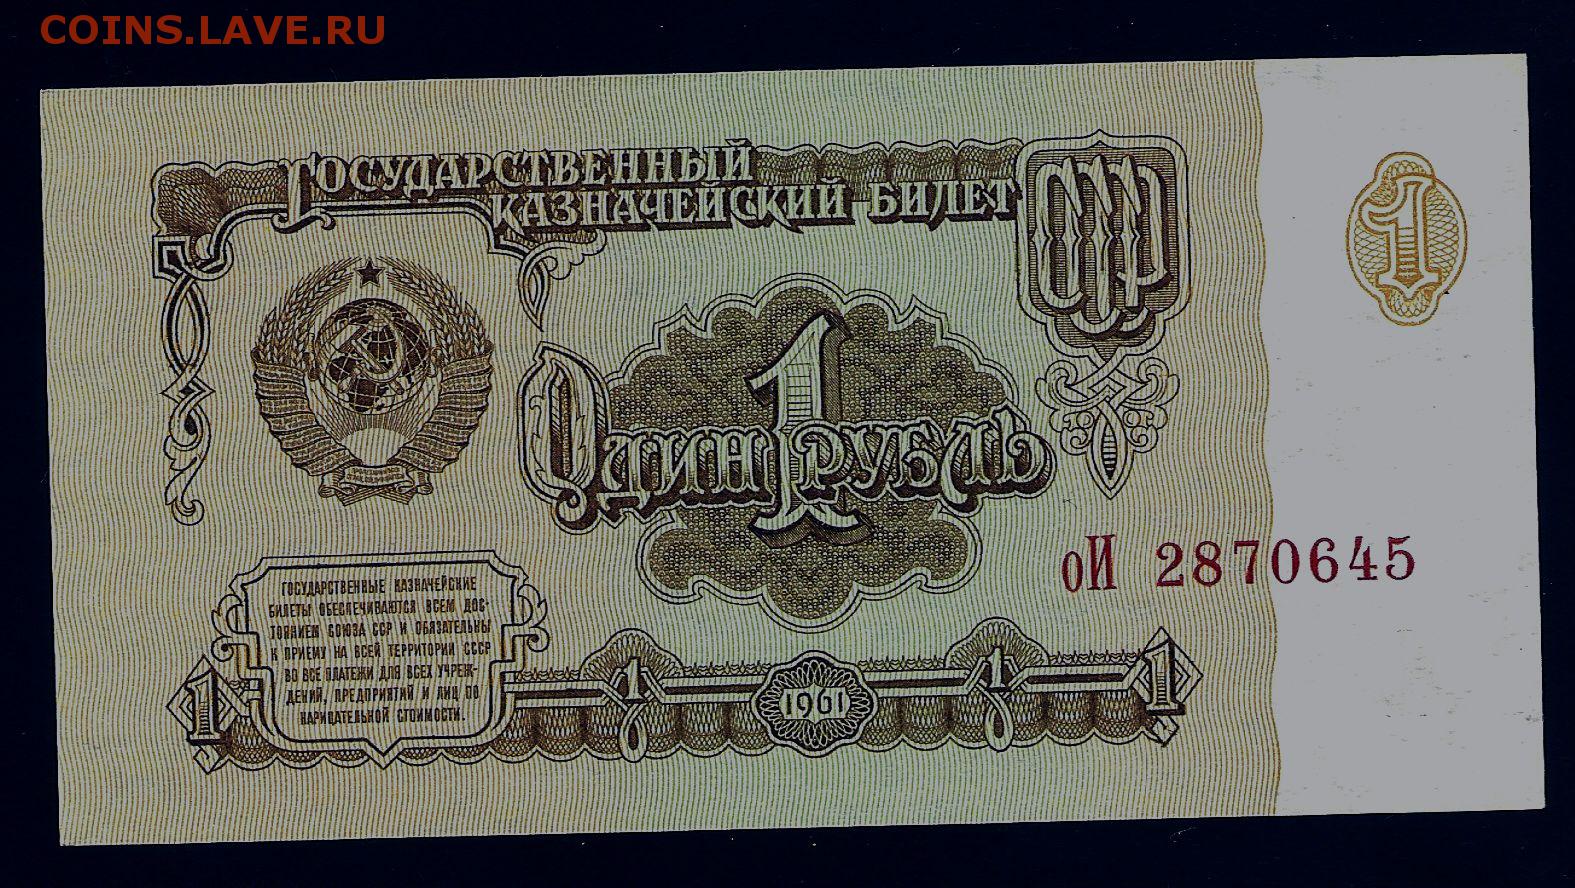 COINS.LAVE.RU
ГОСУДАРСТВЕННЫЙ
КАЗНАЧЕЙСКИЙ БИЛЕТ
СССР
1
1
ОДИН РУБЛЬ
оИ 2870645
ГОСУДАРСТВЕННЫЕ КАЗНАЧЕЙСКИЕ
БИЛЕТЫ ОБЕСПЕЧИВАЮТСЯ ВСЕМ ДОС-
ТОЯНИЕМ СОЮЗА ССР И ОБЯЗАТЕЛЬНЫ
К ПРИЕМУ НА ВСЕЙ ТЕРРИТОРИИ СССР
ВО ВСЕ ПЛАТЕЖИ ДЛЯ ВСЕХ УЧРЕЖ-
ДЕНИЙ, ПРЕДПРИЯТИЙ И ЛИЦ ПО
НАРИЦАТЕЛЬНОЙ СТОИМОСТИ.
1 1 1961 1 1